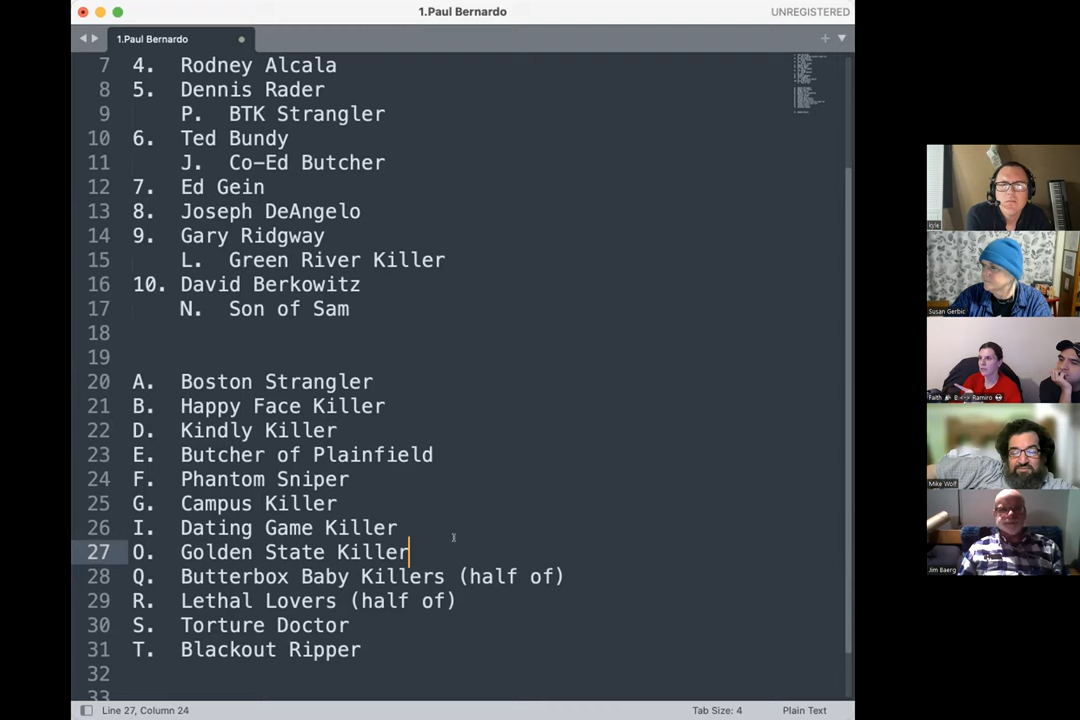 1.Paul Bernardo
UNREGISTERED
1.Paul Bernardo
7 4. Rodney Alcala
8 5. Dennis Rader
9 P. BTK Strangler
10 6. Ted Bundy
11 J. Co-Ed Butcher
12 7. Ed Gein
13 8. Joseph DeAngelo
14 9. Gary Ridgway
15 L. Green River Killer
16 10. David Berkowitz
17 N. Son of Sam
18
19
20 A. Boston Strangler
21 B. Happy Face Killer
22 D. Kindly Killer
23 E. Butcher of Plainfield
24 F. Phantom Sniper
25 G. Campus Killer
26 I. Dating Game Killer
27 O. Golden State Killer
28 Q. Butterbox Baby Killers (half of)
29 R. Lethal Lovers (half of)
30 S. Torture Doctor
31 T. Blackout Ripper
32
33
Line 27, Column 24
Tab Size: 4
Plain Text
kyle
Susan Gerbic
Faith
Ramiro
Mike Wolf
Jim Baerg